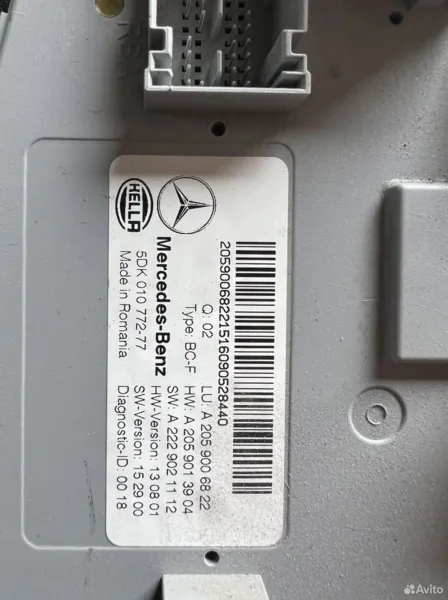 HELLA
Mercedes-Benz
5DK 010 772-77
Made in Romania
205900682215160905284 40
Q: 02
Type: BC-F
LU: A 205 900 68 22
HW: A 205 901 39 04
SW: A 222 902 11 12
HW-Version: 13 08 01
SW-Version: 15 29 00
Diagnostic-ID: 00 18
Avito